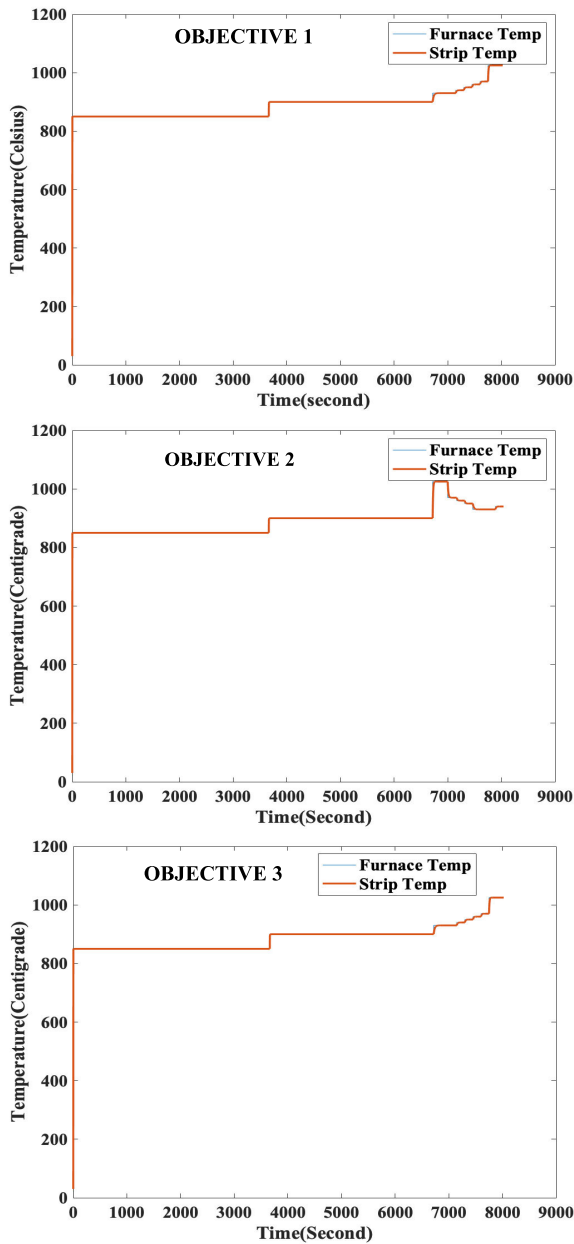 OBJECTIVE 1
Furnace Temp
Strip Temp
Temperature(Celsius)
1200
1000
800
600
400
200
0
0 1000 2000 3000 4000 5000 6000 7000 8000 9000
Time(second)
OBJECTIVE 2
Furnace Temp
Strip Temp
Temperature(Centigrade)
1200
1000
800
600
400
200
0
0 1000 2000 3000 4000 5000 6000 7000 8000 9000
Time(Second)
OBJECTIVE 3
Furnace Temp
Strip Temp
Temperature(Centigrade)
1200
1000
800
600
400
200
0
0 1000 2000 3000 4000 5000 6000 7000 8000 9000
Time(Second)